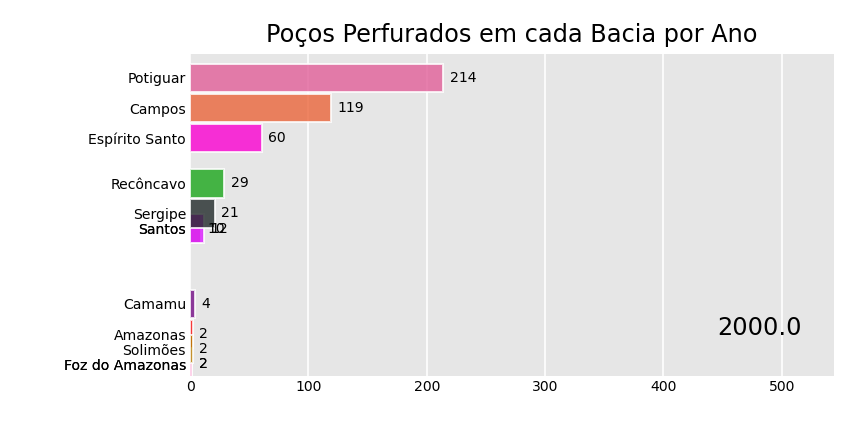 Poços Perfurados em cada Bacia por Ano
Potiguar 214
Campos 119
Espírito Santo 60
Recôncavo 29
Sergipe 21
Santos 12
Camamu 4
2000.0
Amazonas 2
Solimões 2
Foz do Amazonas 2
0 100 200 300 400 500